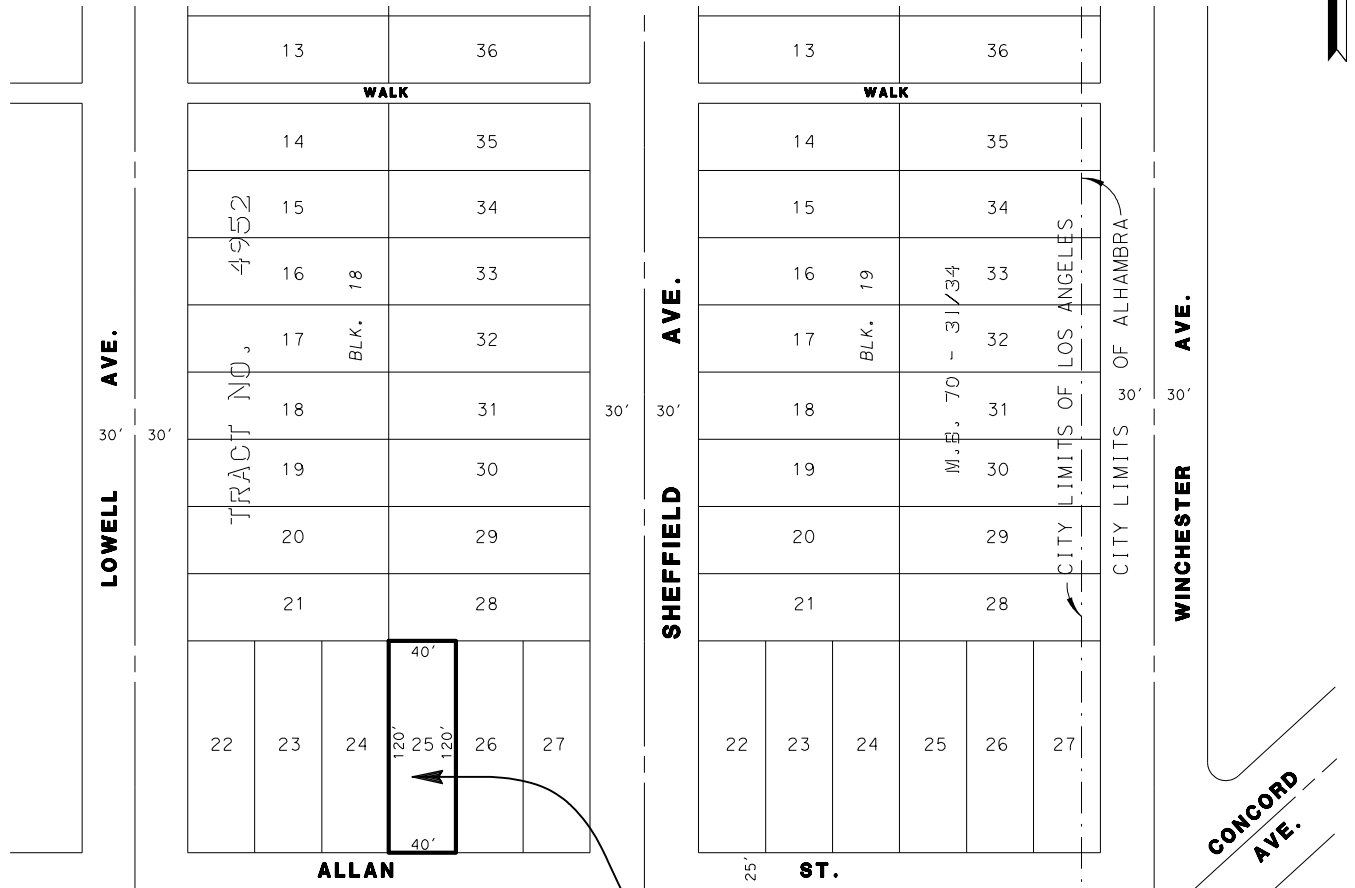 13 36 13 36
WALK WALK
14 35 14 35
15 34 15 34
16 33 16 33
17 32 17 32
18 31 18 31
19 30 19 30
20 29 20 29
21 28 21 28
TRACT NO. 4952
BLK. 18
BLK. 19
M.B. 70 - 31/34
CITY LIMITS OF LOS ANGELES
CITY LIMITS OF ALHAMBRA
LOWELL AVE.
30' 30'
SHEFFIELD AVE.
30' 30'
WINCHESTER AVE.
30' 30'
40'
22 23 24 120' 25 120' 26 27
40'
22 23 24 25 26 27
ALLAN ST.
25'
CONCORD
AVE.